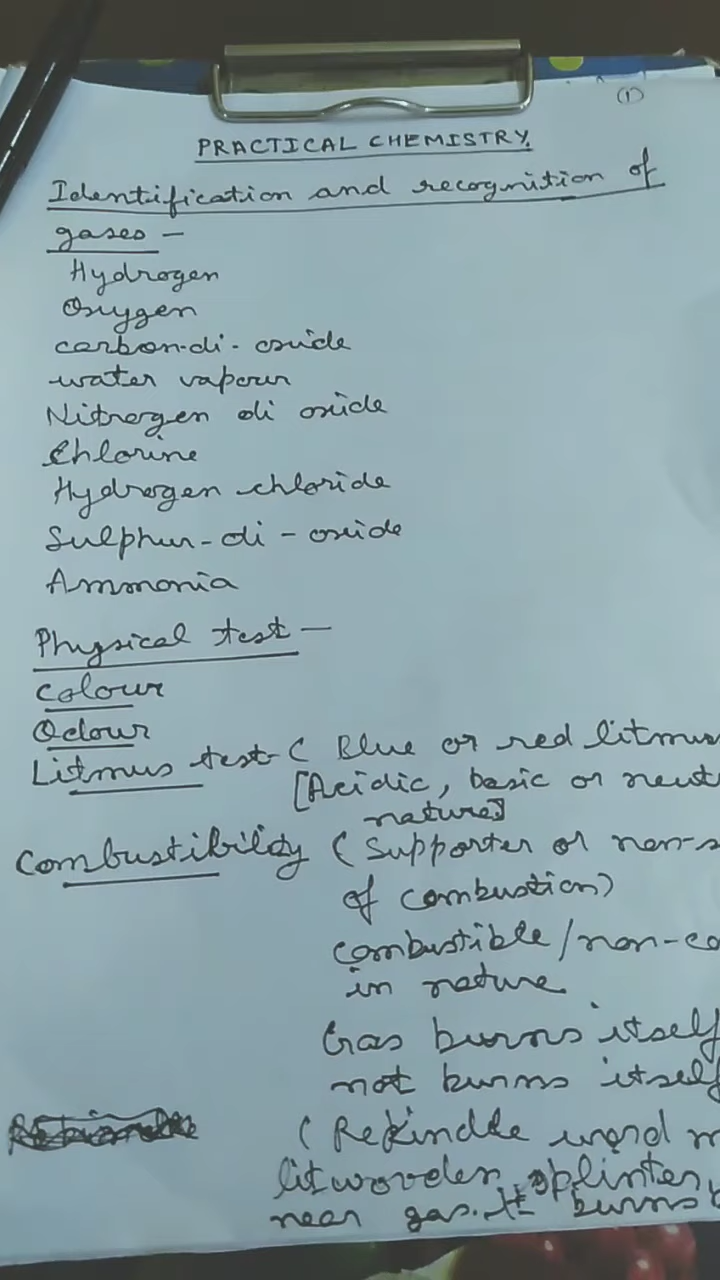 (1)
PRACTICAL CHEMISTRY.
Identification and recognition of
gases -
Hydrogen
Oxygen
carbon-di-oxide
water vapour
Nitrogen di oxide
Chlorine
Hydrogen chloride
Sulphur-di-oxide
Ammonia
Physical test -
Colour
Odour
Litmus test- ( Blue or red litmus
[Acidic, basic or neut
nature]
Combustibility ( Supporter or non-s
of combustion)
combustible/non-co
in nature
Gas burns itself
not burns itself
( Rekindle word m
lit wooden splinter,
near gas. It burns